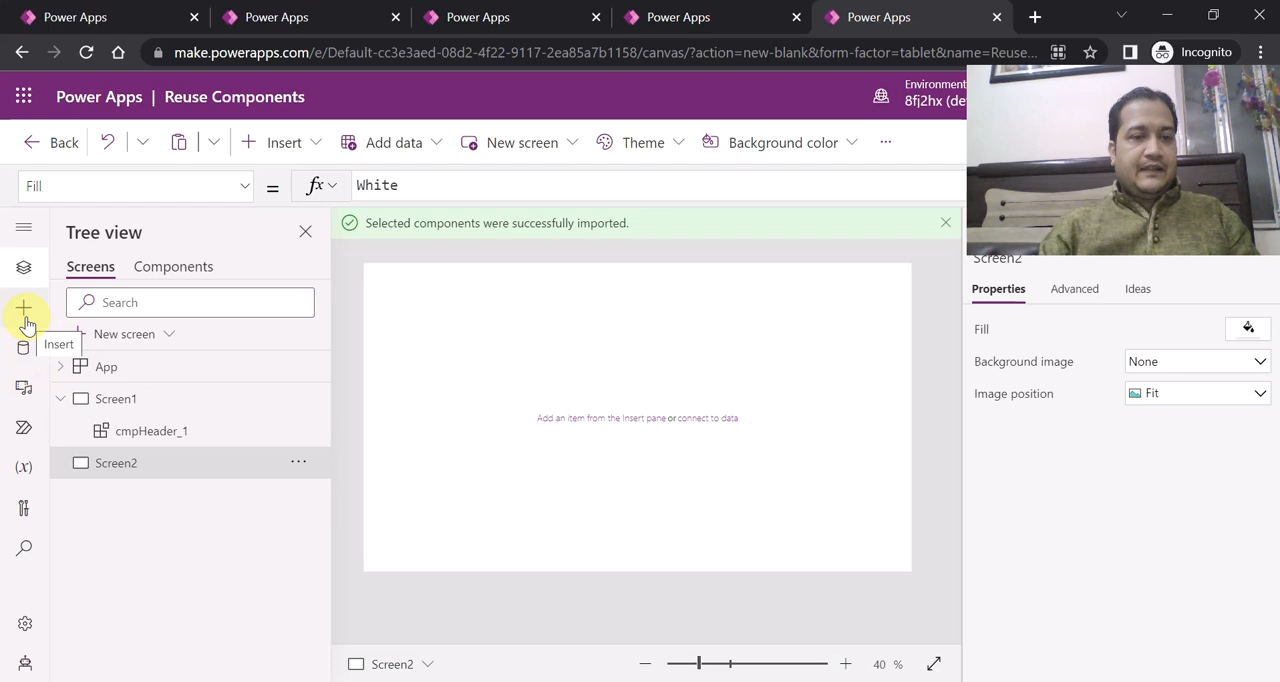 Power Apps
Power Apps
Power Apps
Power Apps
Power Apps
make.powerapps.com/e/Default-cc3e3aed-08d2-4f22-9117-2ea85a7b1158/canvas/?action=new-blank&form-factor=tablet&name=Reuse...
Incognito
Power Apps | Reuse Components
Environment
8fj2hx (de
Back
Insert
Add data
New screen
Theme
Background color
Fill
=
fx
White
Tree view
Selected components were successfully imported.
Screens
Components
Screen2
Search
Properties
Advanced
Ideas
New screen
Insert
Fill
App
Background image
None
Screen1
Image position
Fit
cmpHeader_1
Add an item from the Insert pane or connect to data
Screen2
(x)
Screen2
40 %